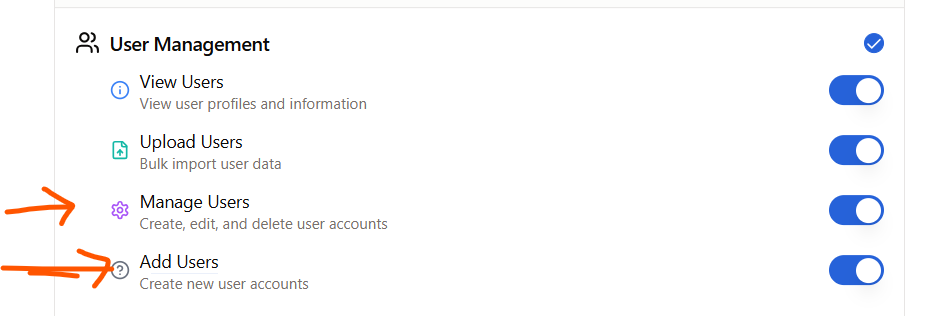 User Management
View Users
View user profiles and information
Upload Users
Bulk import user data
Manage Users
Create, edit, and delete user accounts
Add Users
Create new user accounts